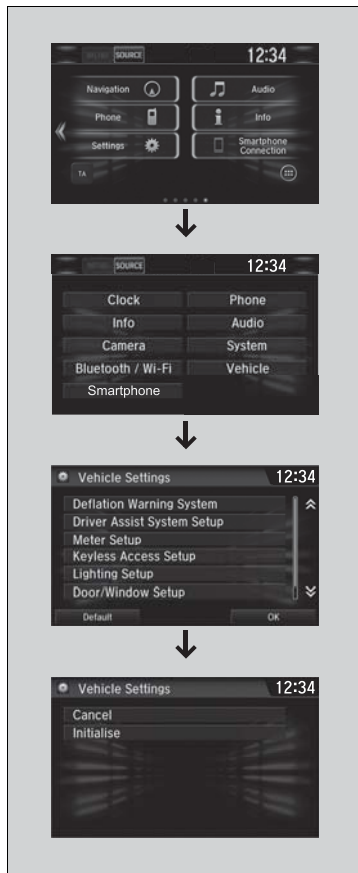 MENU SOURCE 12:34
Navigation Audio
Phone Info
Settings Smartphone
Connection
TA
SOURCE 12:34
Clock Phone
Info Audio
Camera System
Bluetooth / Wi-Fi Vehicle
Smartphone
Vehicle Settings 12:34
Deflation Warning System
Driver Assist System Setup
Meter Setup
Keyless Access Setup
Lighting Setup
Door/Window Setup
Default OK
Vehicle Settings 12:34
Cancel
Initialise